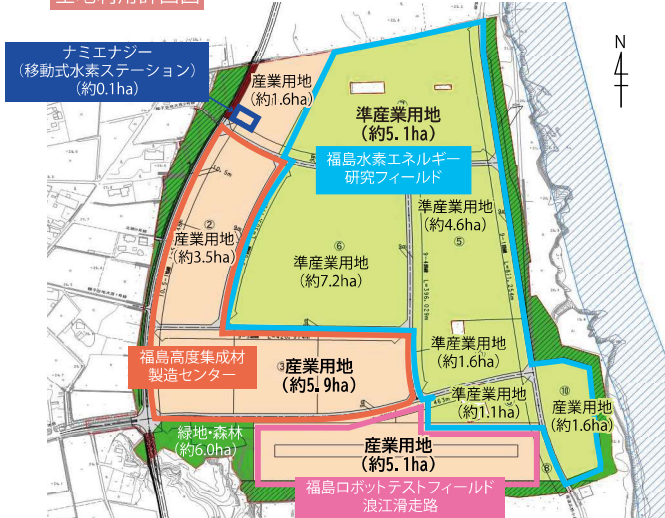 土地利用計画図
ナミエナジー
（移動式水素ステーション）
（約0.1ha）
産業用地
（約1.6ha）
準産業用地
（約5.1ha）
福島水素エネルギー
研究フィールド
N
②
産業用地
（約3.5ha）
準産業用地
（約4.6ha）
⑤
⑥
準産業用地
（約7.2ha）
L=396.029m
準産業用地
（約1.6ha）
福島高度集成材
製造センター
③
産業用地
（約5.9ha）
準産業用地
（約1.1ha）
⑩
産業用地
（約1.6ha）
緑地・森林
（約6.0ha）
産業用地
（約5.1ha）
⑧
福島ロボットテストフィールド
浪江滑走路